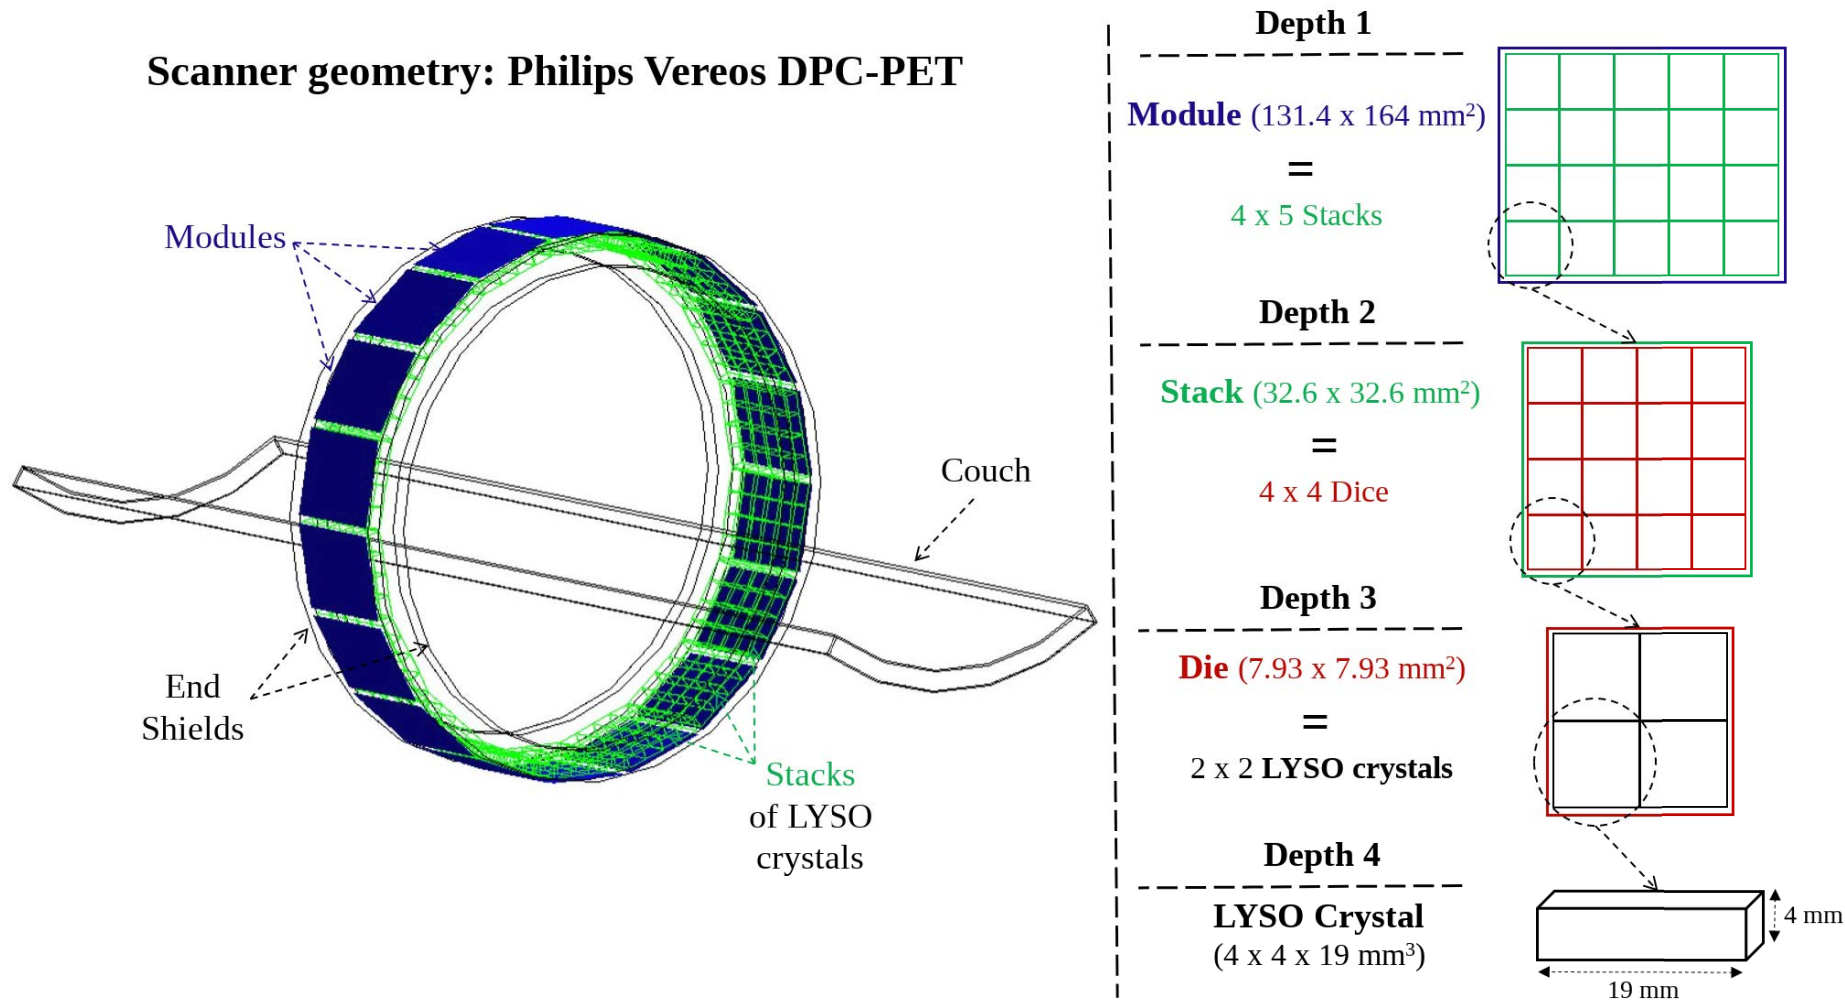 Scanner geometry: Philips Vereos DPC-PET
Modules
Couch
End
Shields
Stacks
of LYSO
crystals
Depth 1
Module (131.4 x 164 mm²)
=
4 x 5 Stacks
Depth 2
Stack (32.6 x 32.6 mm²)
=
4 x 4 Dice
Depth 3
Die (7.93 x 7.93 mm²)
=
2 x 2 LYSO crystals
Depth 4
LYSO Crystal
(4 x 4 x 19 mm³)
4 mm
19 mm